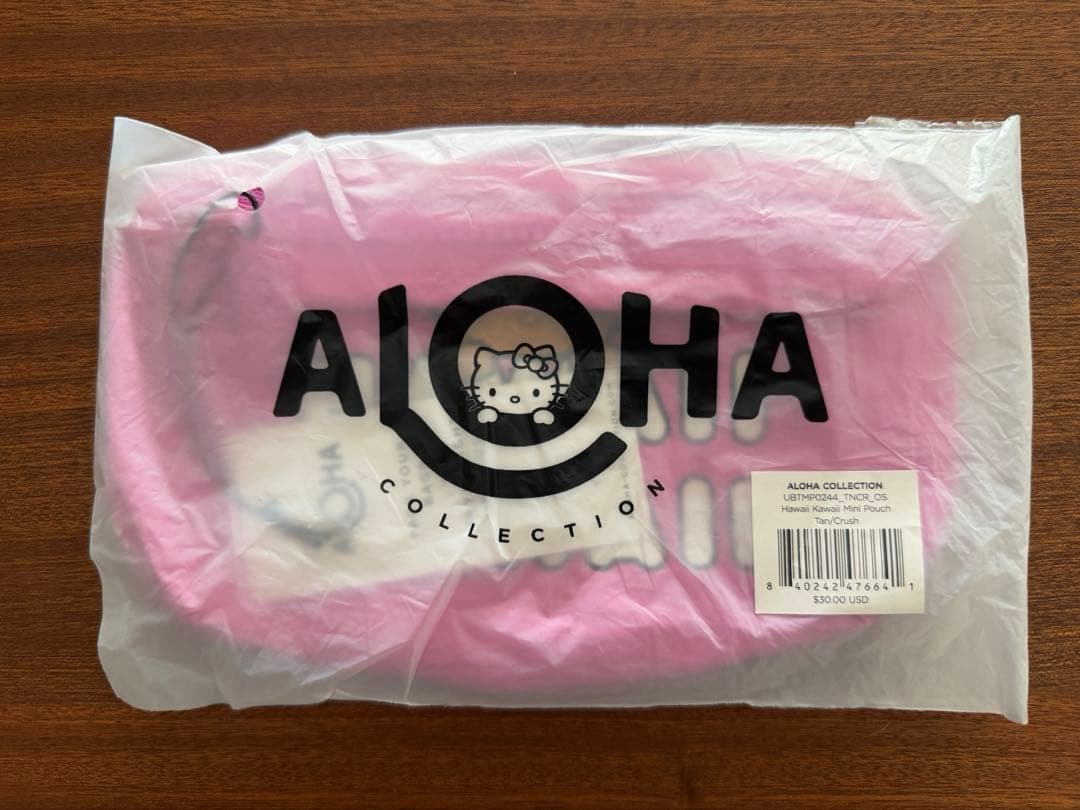 ALOHA
COLLECTION
ALOHA COLLECTION
UBTMP0244_TNCR_OS
Hawaii Kawaii Mini Pouch
Tan/Crush
8 40242 47664 1
$30.00 USD